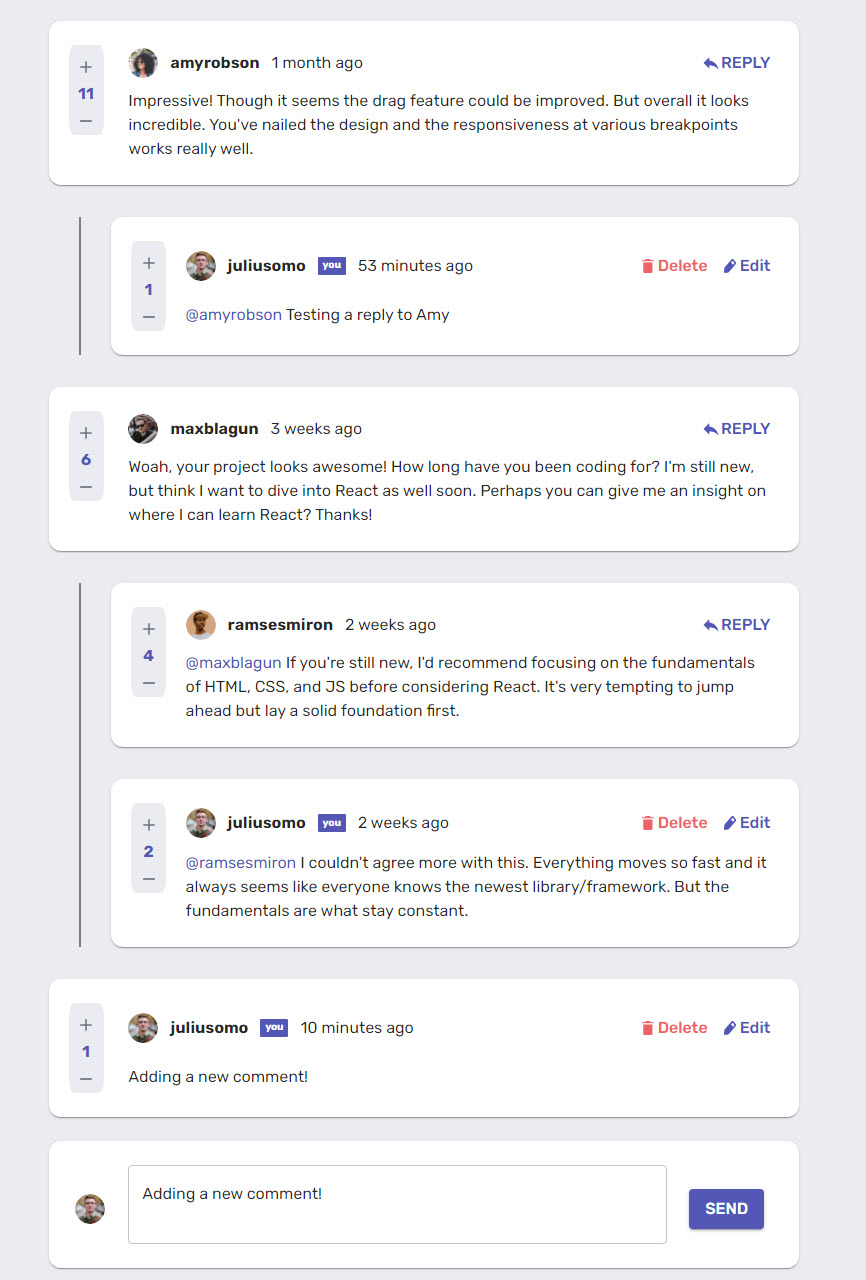 +
11
−
amyrobson 1 month ago REPLY
Impressive! Though it seems the drag feature could be improved. But overall it looks
incredible. You've nailed the design and the responsiveness at various breakpoints
works really well.
+
1
−
juliusomo you 53 minutes ago Delete Edit
@amyrobson Testing a reply to Amy
+
6
−
maxblagun 3 weeks ago REPLY
Woah, your project looks awesome! How long have you been coding for? I'm still new,
but think I want to dive into React as well soon. Perhaps you can give me an insight on
where I can learn React? Thanks!
+
4
−
ramsesmiron 2 weeks ago REPLY
@maxblagun If you're still new, I'd recommend focusing on the fundamentals
of HTML, CSS, and JS before considering React. It's very tempting to jump
ahead but lay a solid foundation first.
+
2
−
juliusomo you 2 weeks ago Delete Edit
@ramsesmiron I couldn't agree more with this. Everything moves so fast and it
always seems like everyone knows the newest library/framework. But the
fundamentals are what stay constant.
+
1
−
juliusomo you 10 minutes ago Delete Edit
Adding a new comment!
Adding a new comment!
SEND